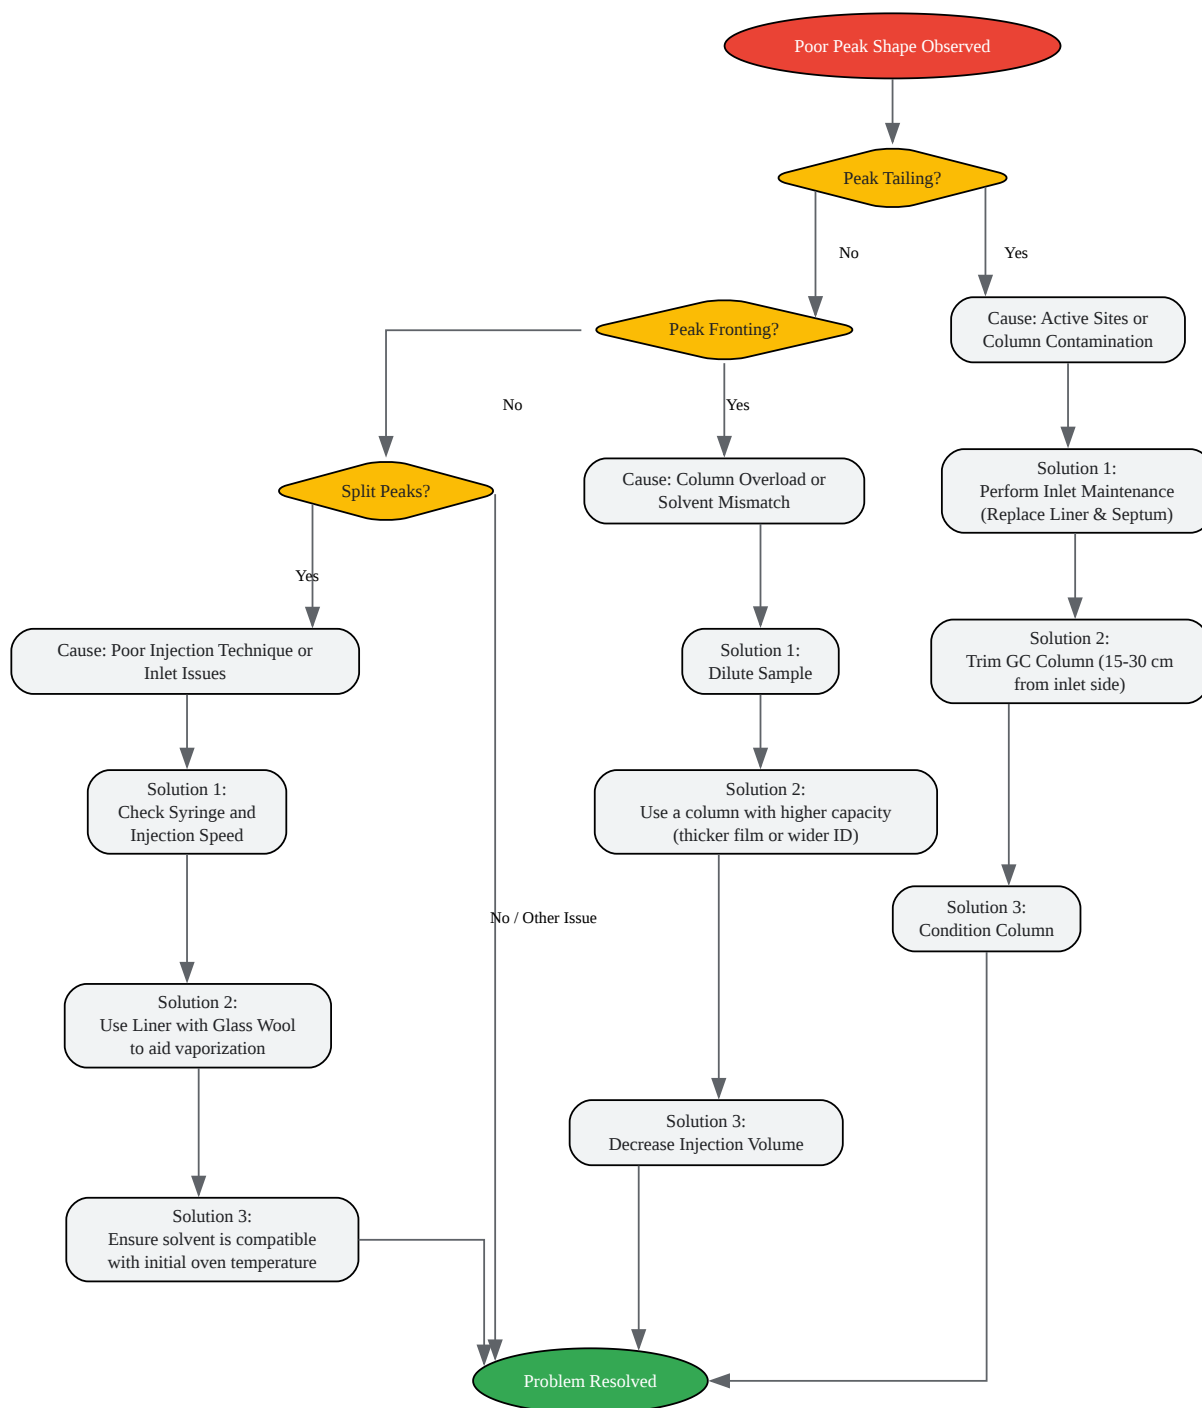 Poor Peak Shape Observed
Peak Tailing?
No
Yes
Peak Fronting?
Cause: Active Sites or
Column Contamination
No
Yes
Split Peaks?
Cause: Column Overload or
Solvent Mismatch
Solution 1:
Perform Inlet Maintenance
(Replace Liner & Septum)
Yes
Cause: Poor Injection Technique or
Inlet Issues
Solution 1:
Dilute Sample
Solution 2:
Trim GC Column (15-30 cm
from inlet side)
Solution 1:
Check Syringe and
Injection Speed
Solution 2:
Use a column with higher capacity
(thicker film or wider ID)
No / Other Issue
Solution 3:
Condition Column
Solution 2:
Use Liner with Glass Wool
to aid vaporization
Solution 3:
Decrease Injection Volume
Solution 3:
Ensure solvent is compatible
with initial oven temperature
Problem Resolved